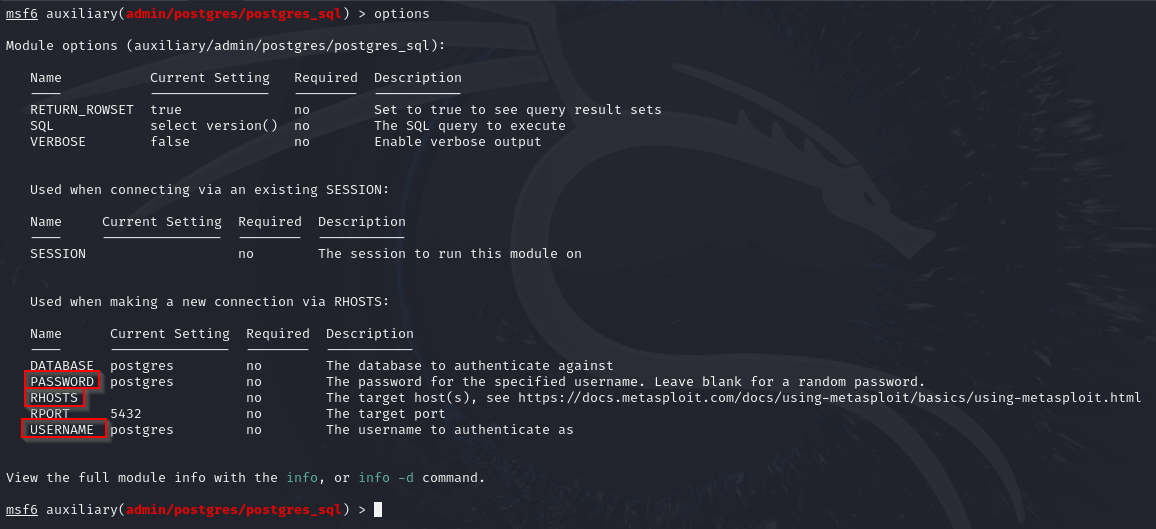 msf6 auxiliary(admin/postgres/postgres_sql) > options
Module options (auxiliary/admin/postgres/postgres_sql):
Name Current Setting Required Description
RETURN_ROWSET true no Set to true to see query result sets
SQL select version() no The SQL query to execute
VERBOSE false no Enable verbose output
Used when connecting via an existing SESSION:
Name Current Setting Required Description
SESSION no The session to run this module on
Used when making a new connection via RHOSTS:
Name Current Setting Required Description
DATABASE postgres no The database to authenticate against
PASSWORD postgres no The password for the specified username. Leave blank for a random password.
RHOSTS no The target host(s), see https://docs.metasploit.com/docs/using-metasploit/basics/using-metasploit.html
RPORT 5432 no The target port
USERNAME postgres no The username to authenticate as
View the full module info with the info, or info -d command.
msf6 auxiliary(admin/postgres/postgres_sql) >